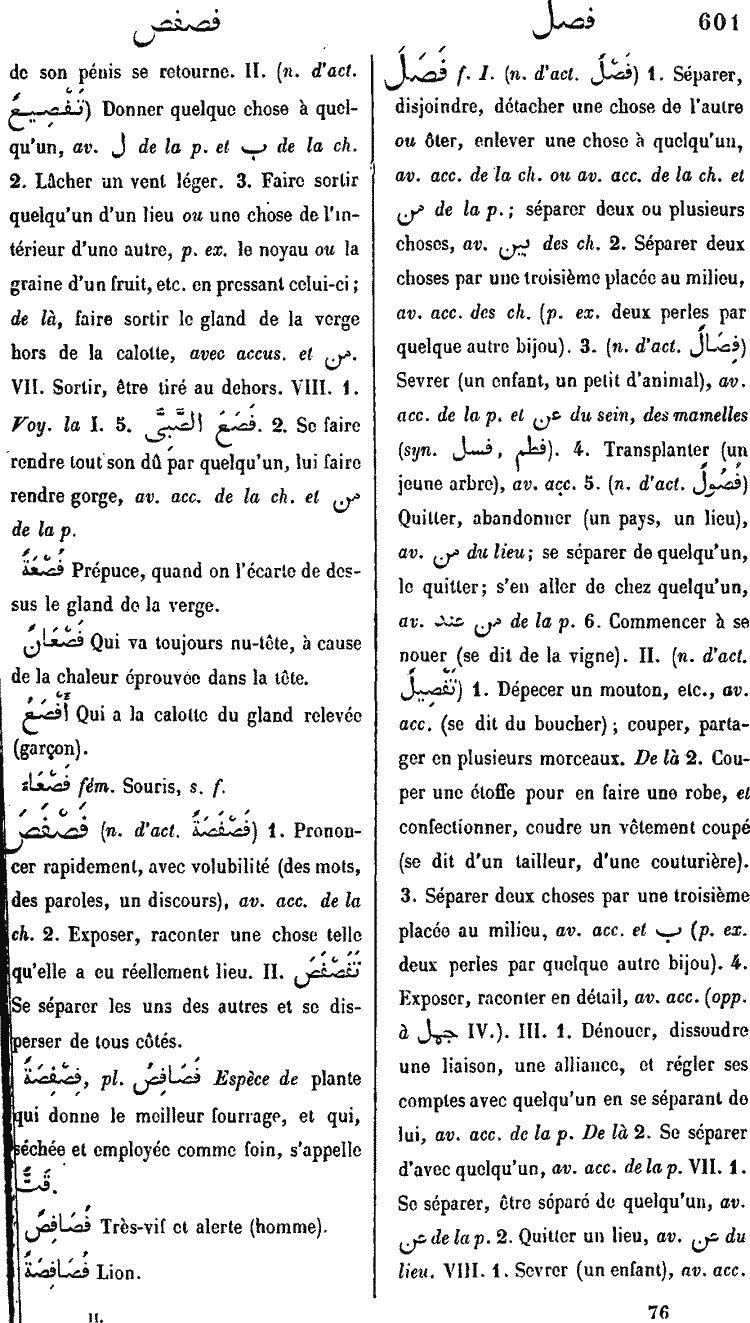 فصفص
فصل
601
de son pénis se retourne. II. (n. d'act.
تَفْصِيعٌ) Donner quelque chose à quel-
qu'un, av. ل de la p. et ب de la ch.
2. Lâcher un vent léger. 3. Faire sortir
quelqu'un d'un lieu ou une chose de l'in-
térieur d'une autre, p. ex. le noyau ou la
graine d'un fruit, etc. en pressant celui-ci;
de là, faire sortir le gland de la verge
hors de la calotte, avec accus. et من.
VII. Sortir, être tiré au dehors. VIII. 1.
Voy. la I. 5. فَصَعَ الصَّبِىُّ. 2. Se faire
rendre tout son dû par quelqu'un, lui faire
rendre gorge, av. acc. de la ch. et من
de la p.
فُصْعَةٌ Prépuce, quand on l'écarte de des-
sus le gland de la verge.
فَصْعَانُ Qui va toujours nu-tête, à cause
de la chaleur éprouvée dans la tête.
أَفْصَعُ Qui a la calotte du gland relevée
(garçon).
فَصْعَاءُ fém. Souris, s. f.
فَصْفَصَ (n. d'act. فَصْفَصَةٌ) 1. Pronon-
cer rapidement, avec volubilité (des mots,
des paroles, un discours), av. acc. de la
ch. 2. Exposer, raconter une chose telle
qu'elle a eu réellement lieu. II. تَفَصْفَصَ
Se séparer les uns des autres et se dis-
perser de tous côtés.
فِصْفِصَةٌ, pl. فَصَافِصُ Espèce de plante
qui donne le meilleur fourrage, et qui,
séchée et employée comme foin, s'appelle
قَتٌّ.
فُصَافِصٌ Très-vif et alerte (homme).
فُصَافِصَةٌ Lion.
II.
فَصَلَ f. I. (n. d'act. فَصْلٌ) 1. Séparer,
disjoindre, détacher une chose de l'autre
ou ôter, enlever une chose à quelqu'un,
av. acc. de la ch. ou av. acc. de la ch. et
من de la p.; séparer deux ou plusieurs
choses, av. بين des ch. 2. Séparer deux
choses par une troisième placée au milieu,
av. acc. des ch. (p. ex. deux perles par
quelque autre bijou). 3. (n. d'act. فِصَالٌ)
Sevrer (un enfant, un petit d'animal), av.
acc. de la p. et عن du sein, des mamelles
(syn. فطم, فسل). 4. Transplanter (un
jeune arbre), av. acc. 5. (n. d'act. فُصُولٌ)
Quitter, abandonner (un pays, un lieu),
av. من du lieu; se séparer de quelqu'un,
le quitter; s'en aller de chez quelqu'un,
av. من عند de la p. 6. Commencer à se
nouer (se dit de la vigne). II. (n. d'act.
تَفْصِيلٌ) 1. Dépecer un mouton, etc., av.
acc. (se dit du boucher); couper, parta-
ger en plusieurs morceaux. De là 2. Cou-
per une étoffe pour en faire une robe, et
confectionner, coudre un vêtement coupé
(se dit d'un tailleur, d'une couturière).
3. Séparer deux choses par une troisième
placée au milieu, av. acc. et ب (p. ex.
deux perles par quelque autre bijou). 4.
Exposer, raconter en détail, av. acc. (opp.
à جمل IV.). III. 1. Dénouer, dissoudre
une liaison, une alliance, et régler ses
comptes avec quelqu'un en se séparant de
lui, av. acc. de la p. De là 2. Se séparer
d'avec quelqu'un, av. acc. de la p. VII. 1.
Se séparer, être séparé de quelqu'un, av.
عن de la p. 2. Quitter un lieu, av. عن du
lieu. VIII. 1. Sevrer (un enfant), av. acc.
76